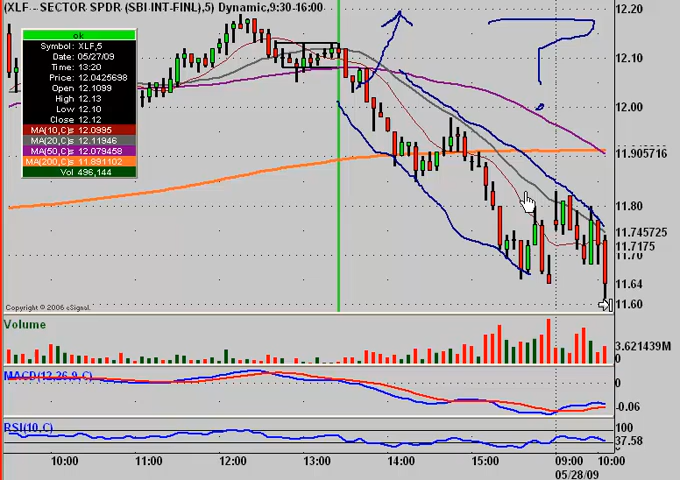 (XLF - SECTOR SPDR (SBI-INT-FINL),5) Dynamic,9:30-16:00
ok
Symbol: XLF,5
Date: 05/27/09
Time: 13:20
Price: 12.0425698
Open 12.1099
High 12.13
Low 12.10
Close 12.12
MA(10,C)s 12.0995
MA(20,C)s 12.11946
MA(50,C)s 12.079458
MA(200,C)s 11.891102
Vol 496,144
12.20
12.10
12.00
11.905716
11.80
11.745725
11.7175
11.70
11.64
11.60
Copyright © 2006 eSignal.
Volume
3.621439M
0
MACD(12,26,9,C)
0
-0.06
RSI(10,C)
100
37.58
0
10:00 11:00 12:00 13:00 14:00 15:00 09:00 10:00
05/28/09